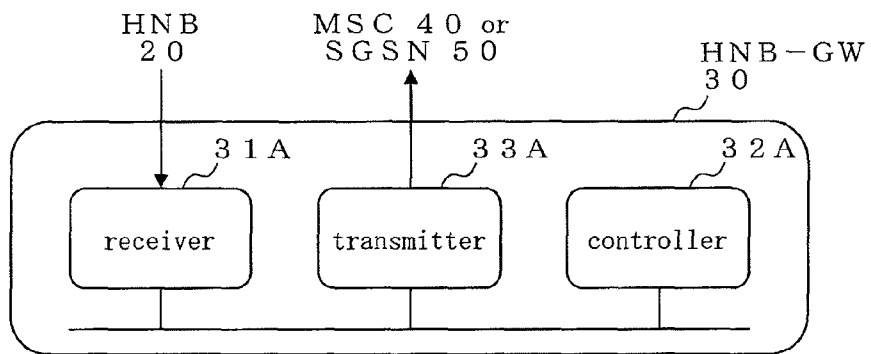 HNB
20
MSC 40 or
SGSN 50
HNB-GW
30
31A
33A
32A
receiver
transmitter
controller